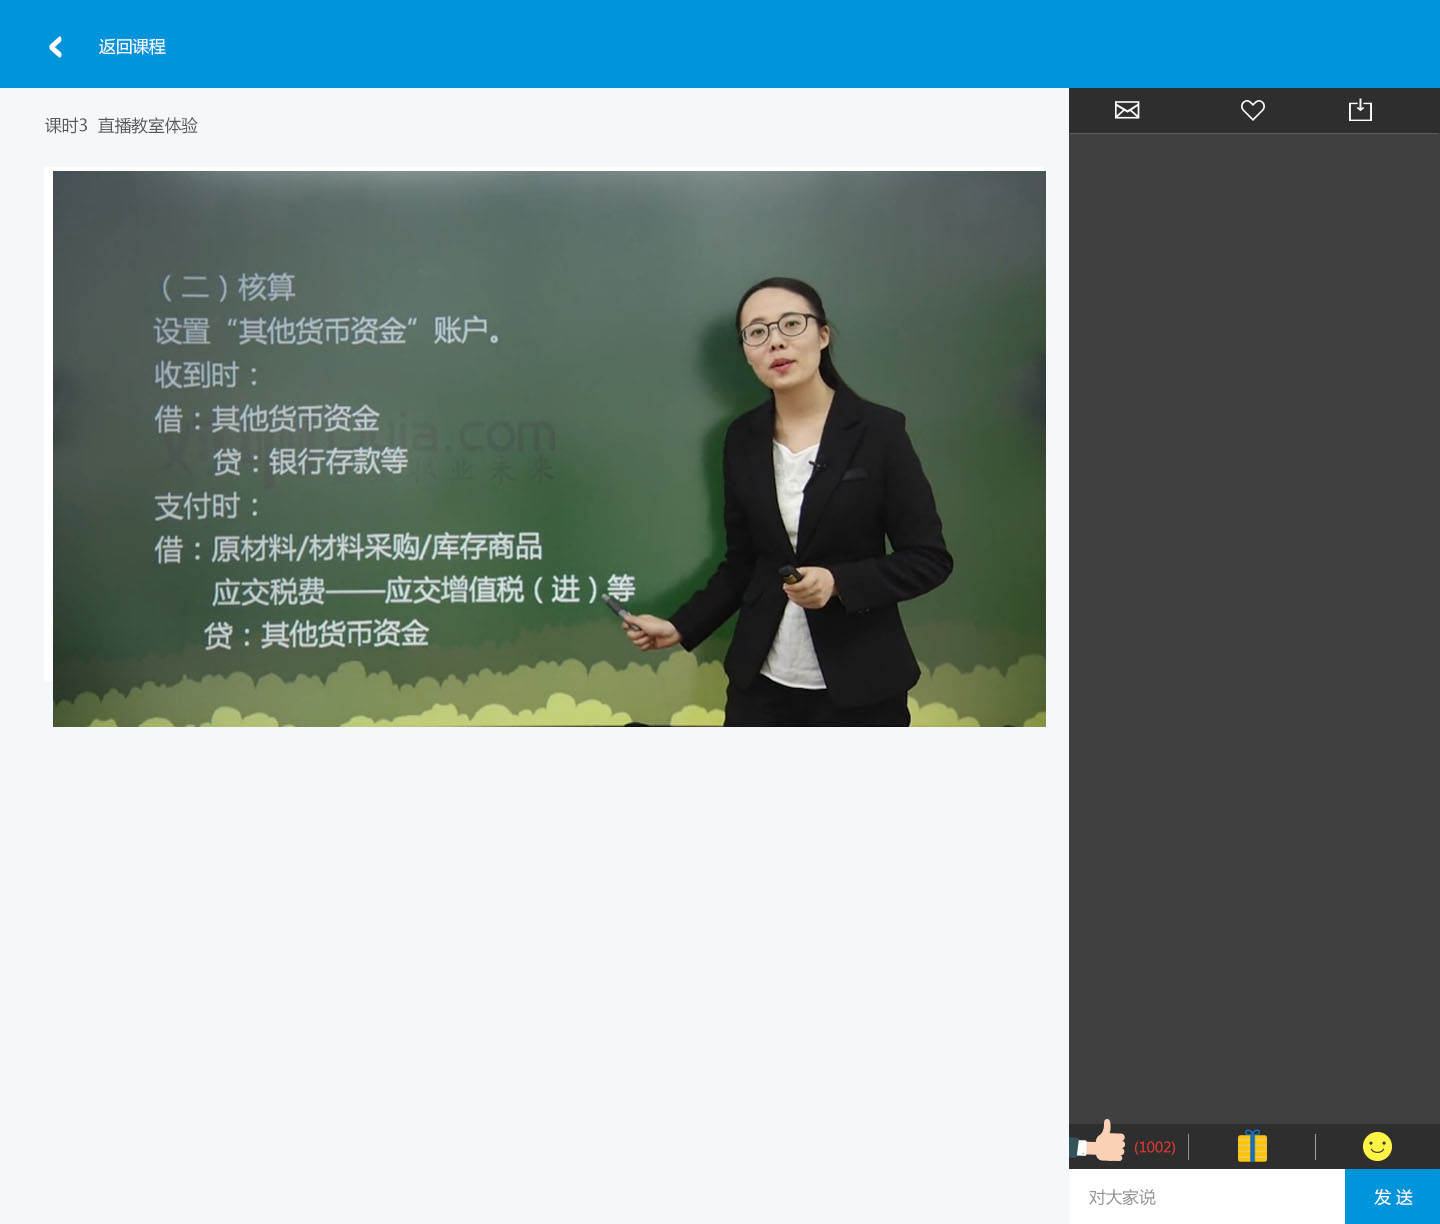 返回课程
课时3 直播教室体验
（二）核算
设置“其他货币资金”账户。
收到时：
借：其他货币资金
贷：银行存款等
支付时：
借：原材料/材料采购/库存商品
应交税费——应交增值税（进）等
贷：其他货币资金
.com
业未来
(1002)
对大家说
发送